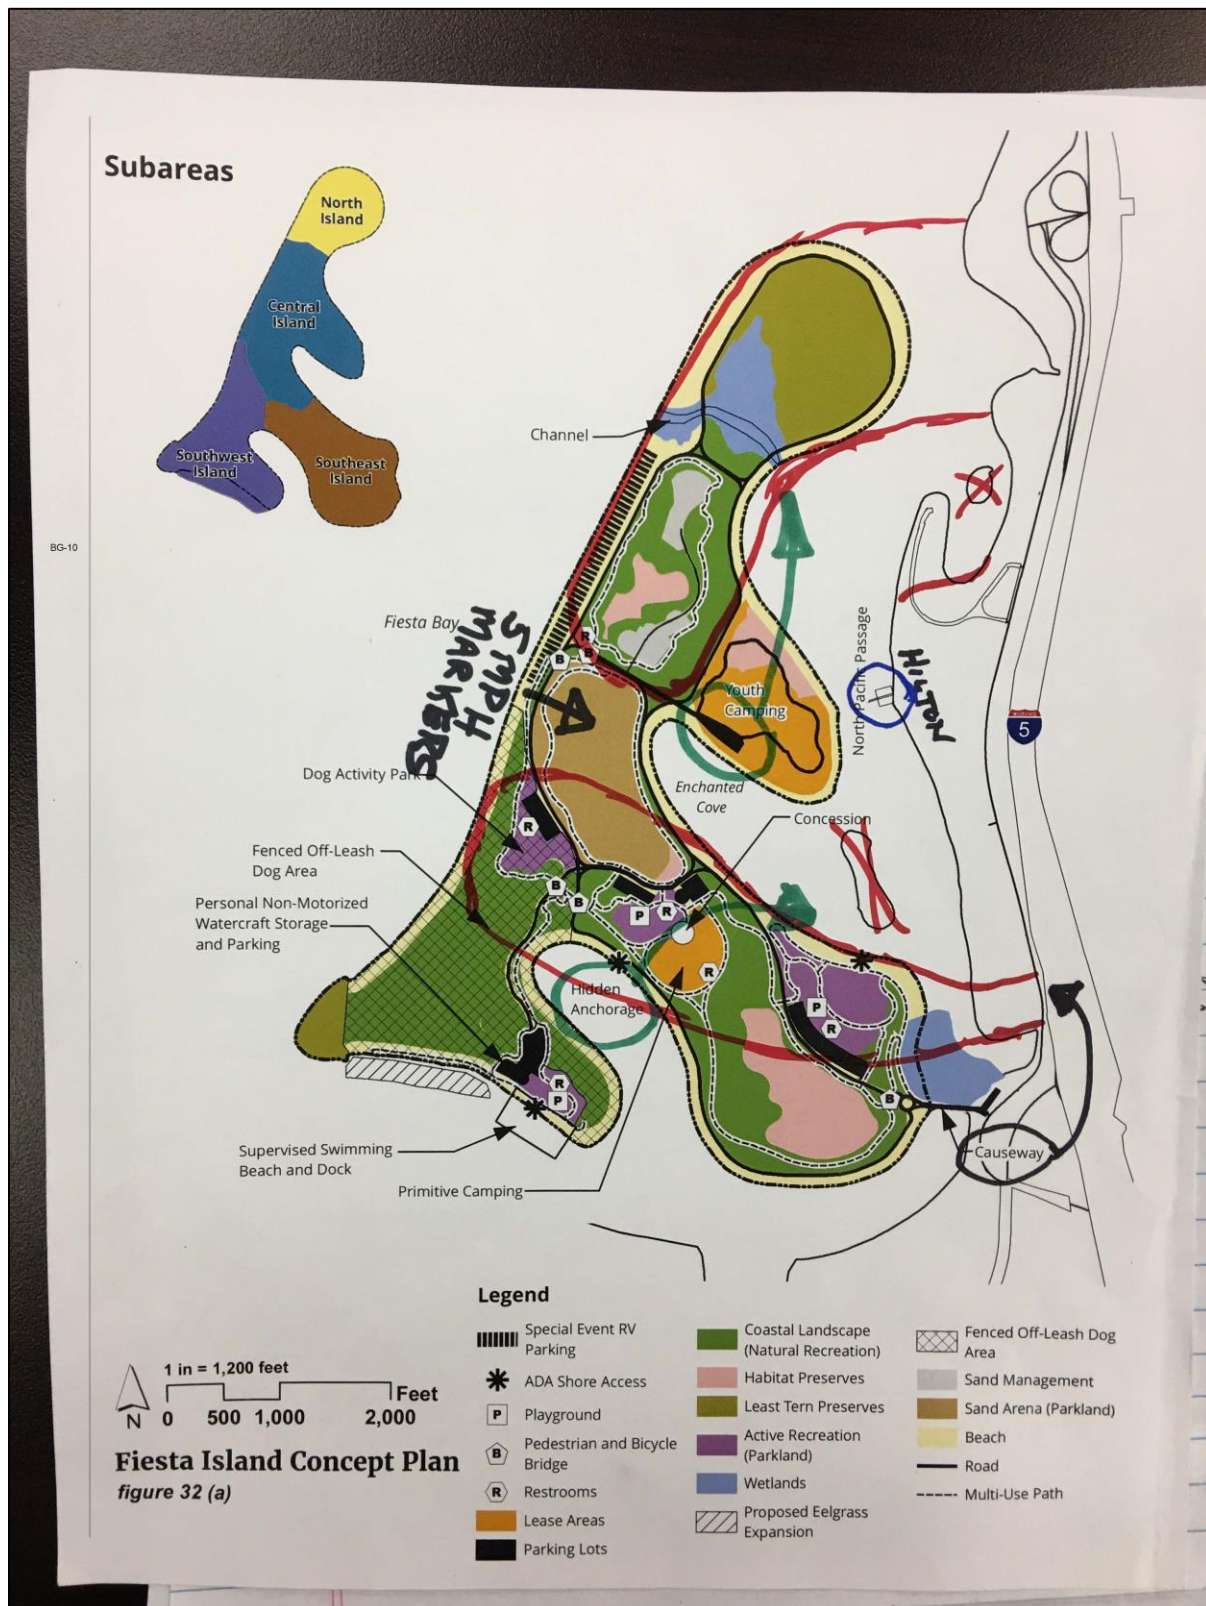 Subareas
North
Island
Central
Island
Southwest
Island
Southeast
Island
BG-10
Channel
Fiesta Bay
5 MPH
MARKERS
R
B
B
Youth
Camping
North Pacific Passage
HILTON
5
Enchanted
Cove
Dog Activity Park
Concession
R
Fenced Off-Leash
Dog Area
Personal Non-Motorized
Watercraft Storage
and Parking
B
B
P
R
R
Hidden
Anchorage
P
R
R
P
B
Supervised Swimming
Beach and Dock
Causeway
Primitive Camping
Legend
Special Event RV
Parking
ADA Shore Access
P
Playground
B
Pedestrian and Bicycle
Bridge
R
Restrooms
Lease Areas
Parking Lots
Coastal Landscape
(Natural Recreation)
Habitat Preserves
Least Tern Preserves
Active Recreation
(Parkland)
Wetlands
Proposed Eelgrass
Expansion
Fenced Off-Leash Dog
Area
Sand Management
Sand Arena (Parkland)
Beach
Road
Multi-Use Path
1 in = 1,200 feet
Feet
N
0 500 1,000 2,000
Fiesta Island Concept Plan
figure 32 (a)